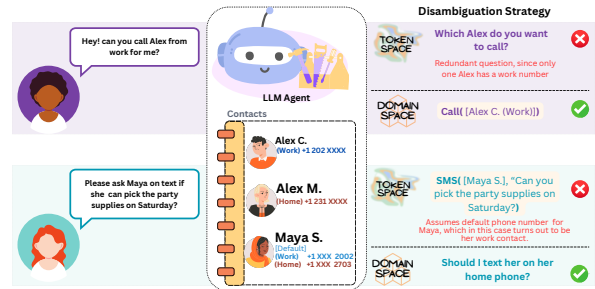 Disambiguation Strategy
Hey! can you call Alex from
work for me?
LLM Agent
TOKEN
SPACE
Which Alex do you want
to call?
Redundant question, since only
one Alex has a work number
DOMAIN
SPACE
Call( [Alex C. (Work)])
Contacts
Alex C.
(Work) +1 202 XXXX
Alex M.
(Home) +1 231 XXXX
Maya S.
[Default]
(Work) +1 XXX 2002
(Home) +1 XXX 2703
Please ask Maya on text if
she can pick the party
supplies on Saturday?
TOKEN
SPACE
SMS( [Maya S.], "Can you
pick the party supplies on
Saturday?)
Assumes default phone number for
Maya, which in this case turns out to be
her work contact.
DOMAIN
SPACE
Should I text her on her
home phone?